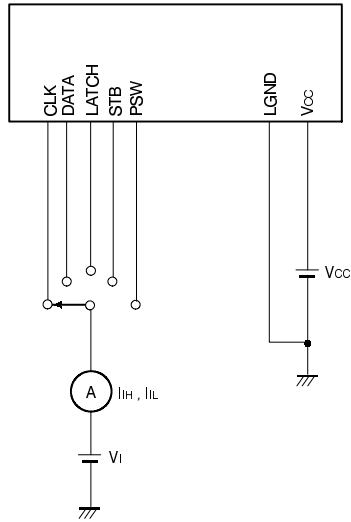 CLK
DATA
LATCH
STB
PSW
LGND
VCC
VCC
A
IIH , IIL
VI